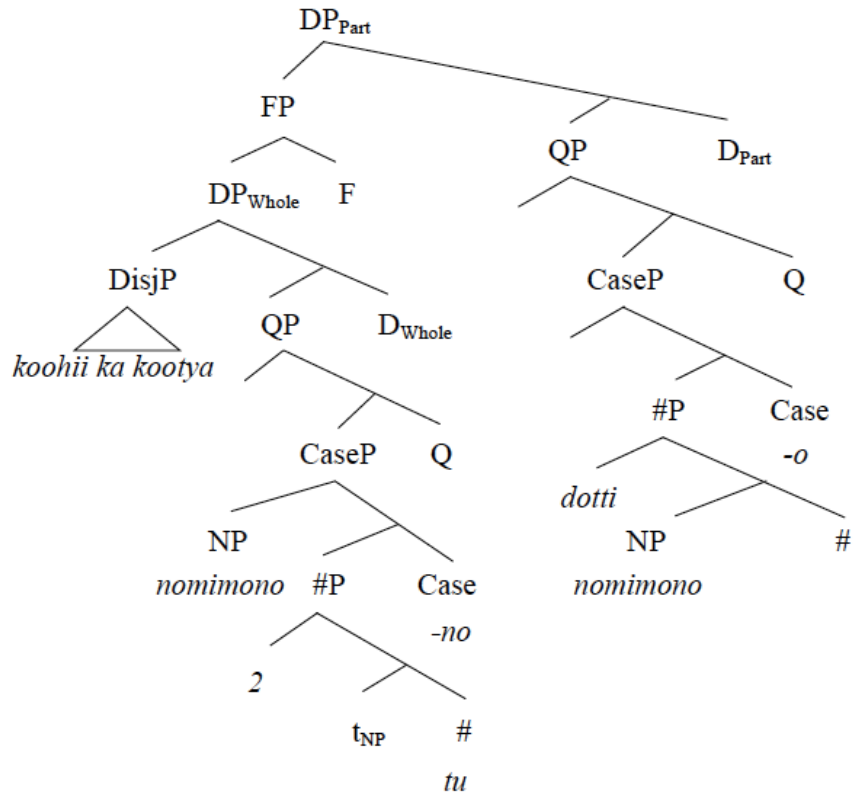 DPPart
FP
QP DPart
DPWhole F
DisjP CaseP Q
QP DWhole
koohii ka kootya
#P Case
-o
CaseP Q
dotti
NP NP #
nomimono #P Case nomimono
-no
2
tNP #
tu